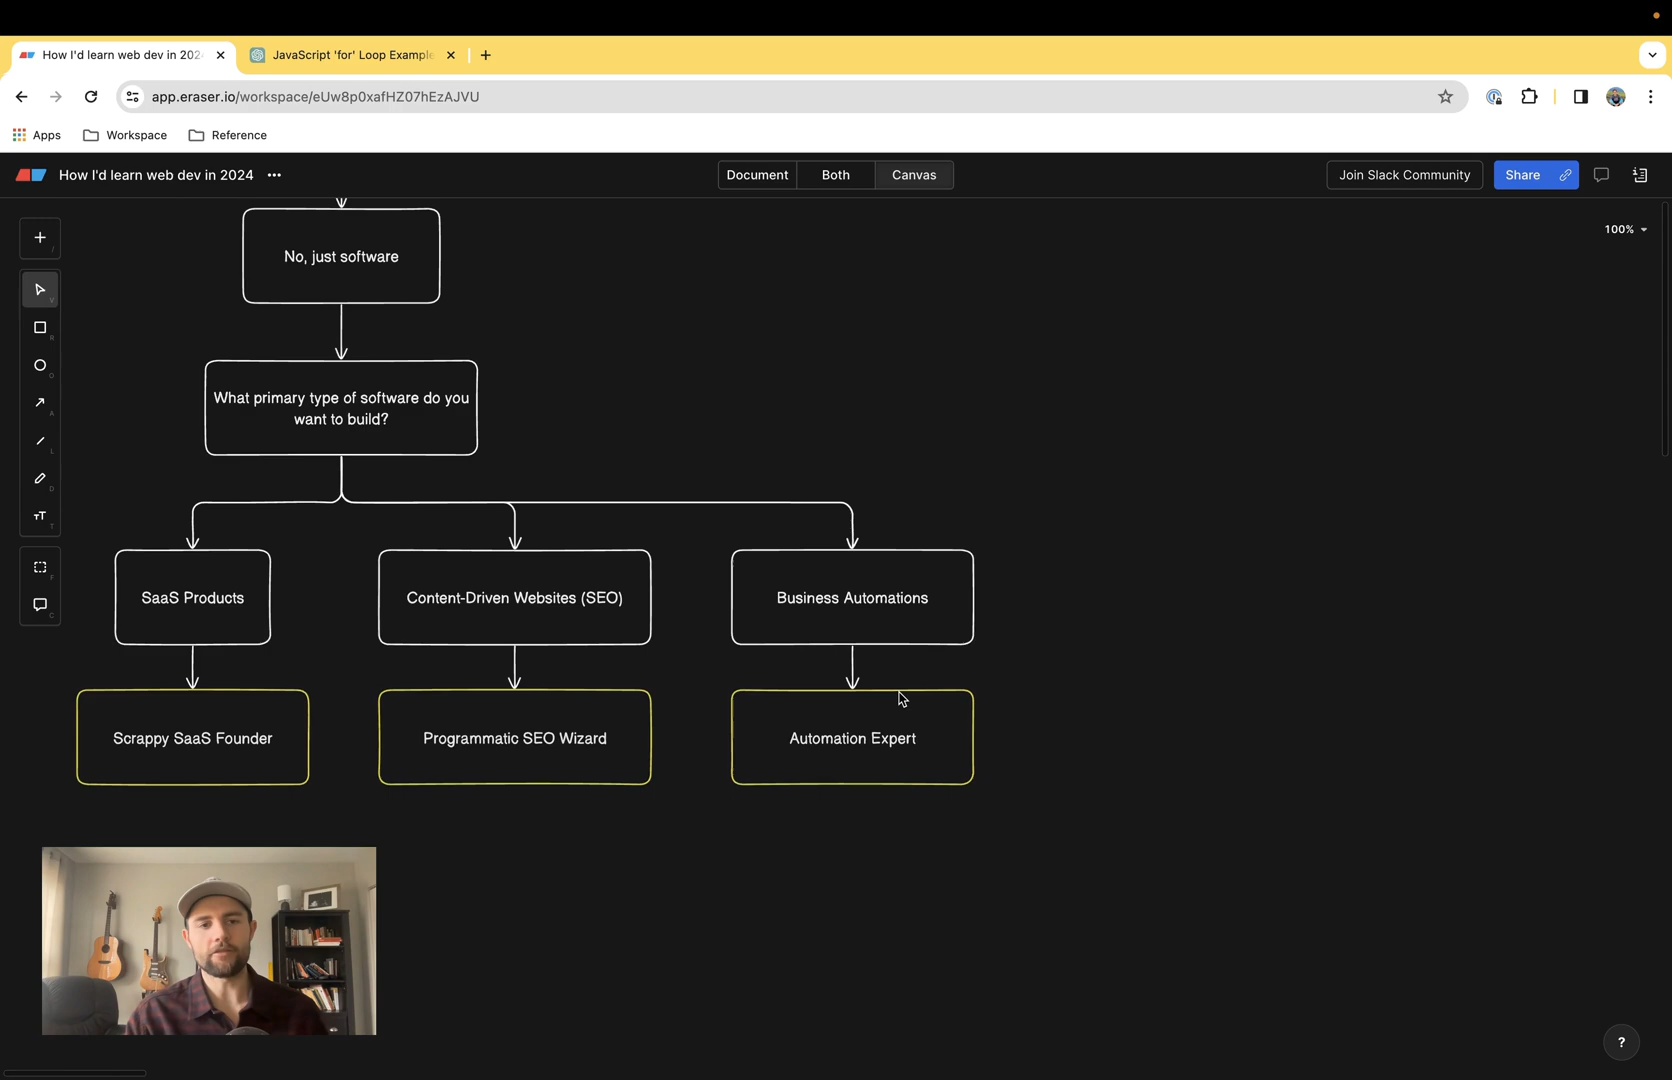 How I'd learn web dev in 202
JavaScript 'for' Loop Example
app.eraser.io/workspace/eUw8p0xafHZ07hEzAJVU
Apps
Workspace
Reference
How I'd learn web dev in 2024
Document
Both
Canvas
Join Slack Community
Share
100%
No, just software
What primary type of software do you
want to build?
SaaS Products
Content-Driven Websites (SEO)
Business Automations
Scrappy SaaS Founder
Programmatic SEO Wizard
Automation Expert
/
V
R
O
A
L
D
T
F
C
?